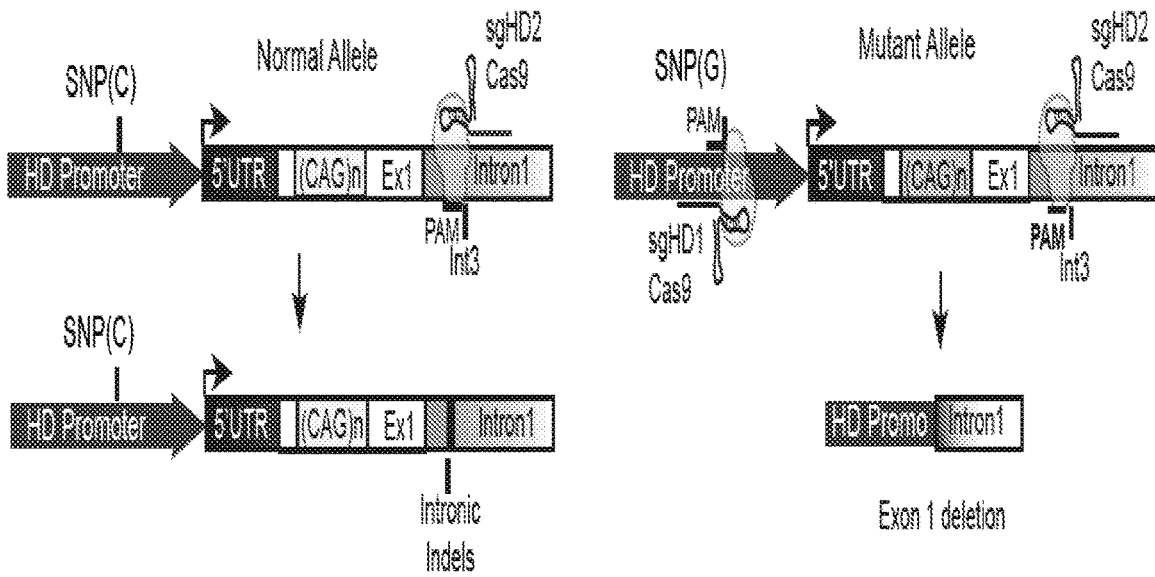 Normal Allele
sgHD2
Cas9
SNP(C)
HD Promoter
5'UTR
(CAG)n
Ex1
Intron1
PAM
Int3
Mutant Allele
sgHD2
Cas9
SNP(G)
PAM
HD Promoter
5'UTR
(CAG)n
Ex1
Intron1
sgHD1
Cas9
PAM
Int3
SNP(C)
HD Promoter
5'UTR
(CAG)n
Ex1
Intron1
Intronic
Indels
HD Promo
Intron1
Exon 1 deletion